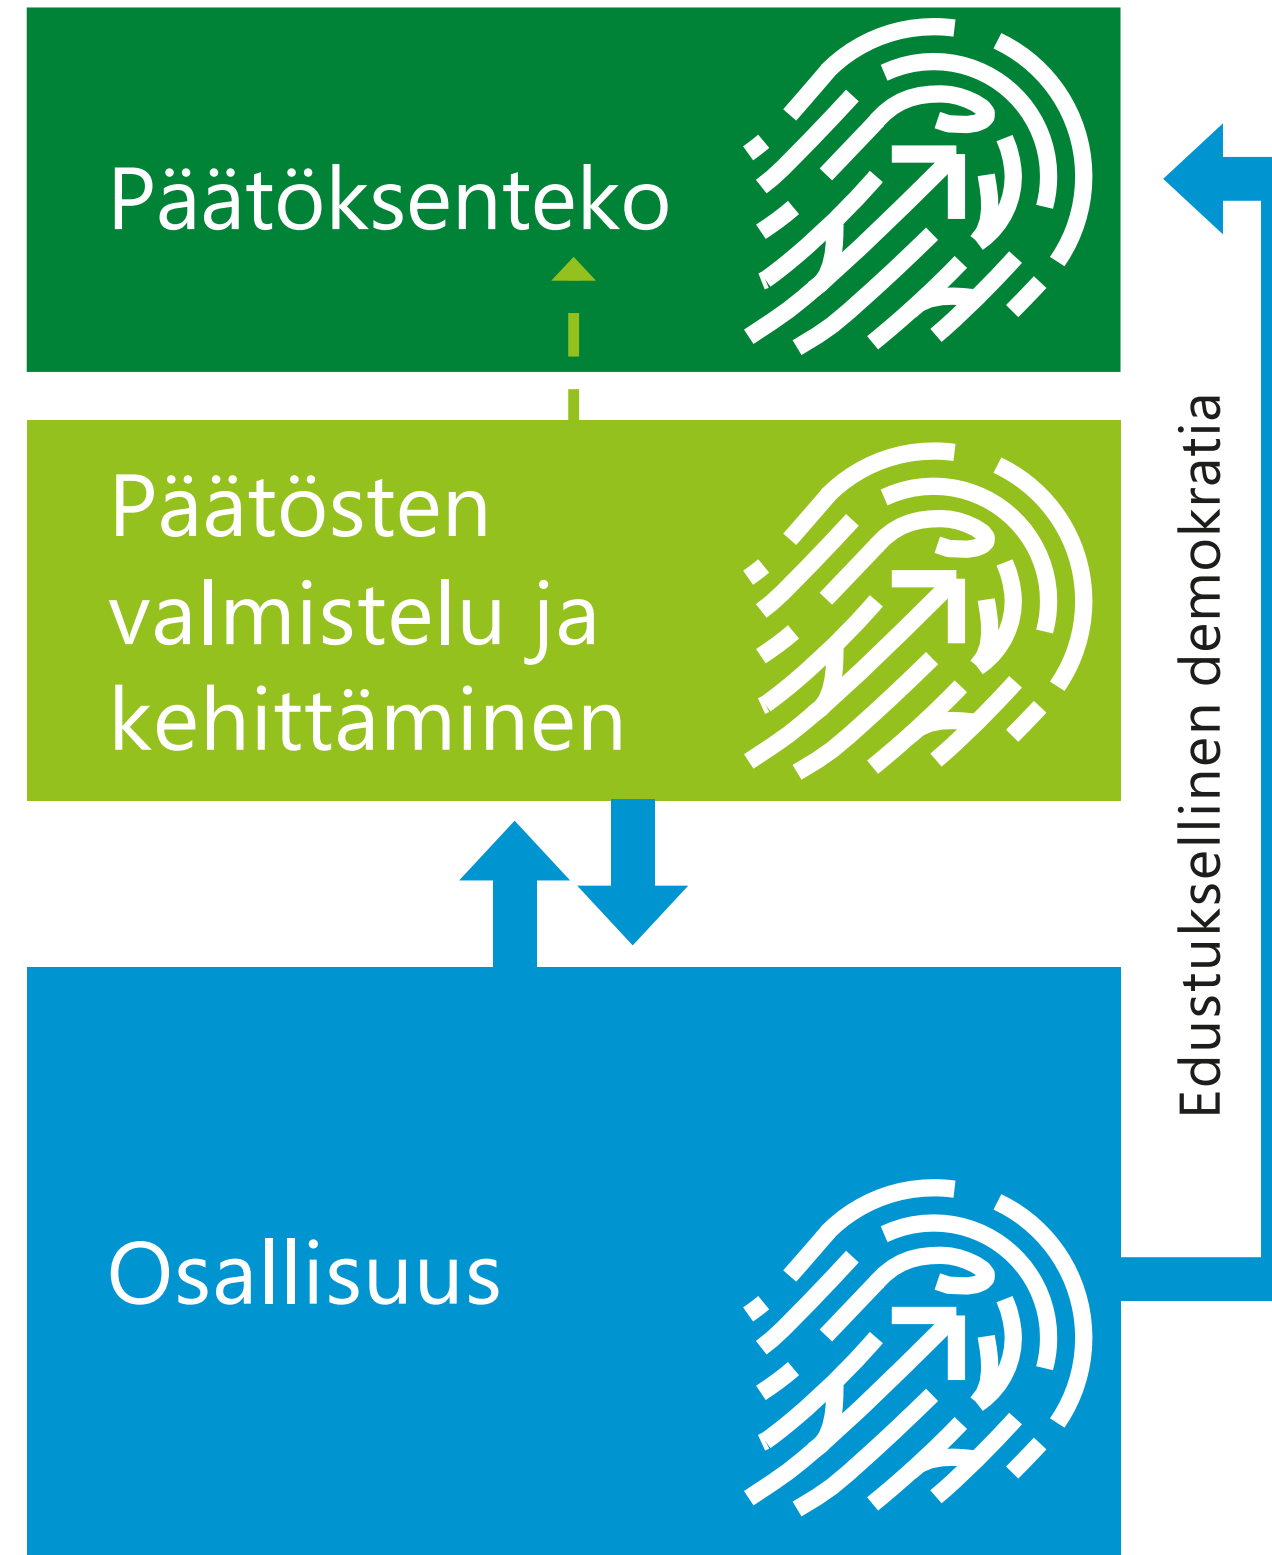 Päätöksenteko
Päätösten
valmistelu ja
kehittäminen
Edustuksellinen demokratia
Osallisuus